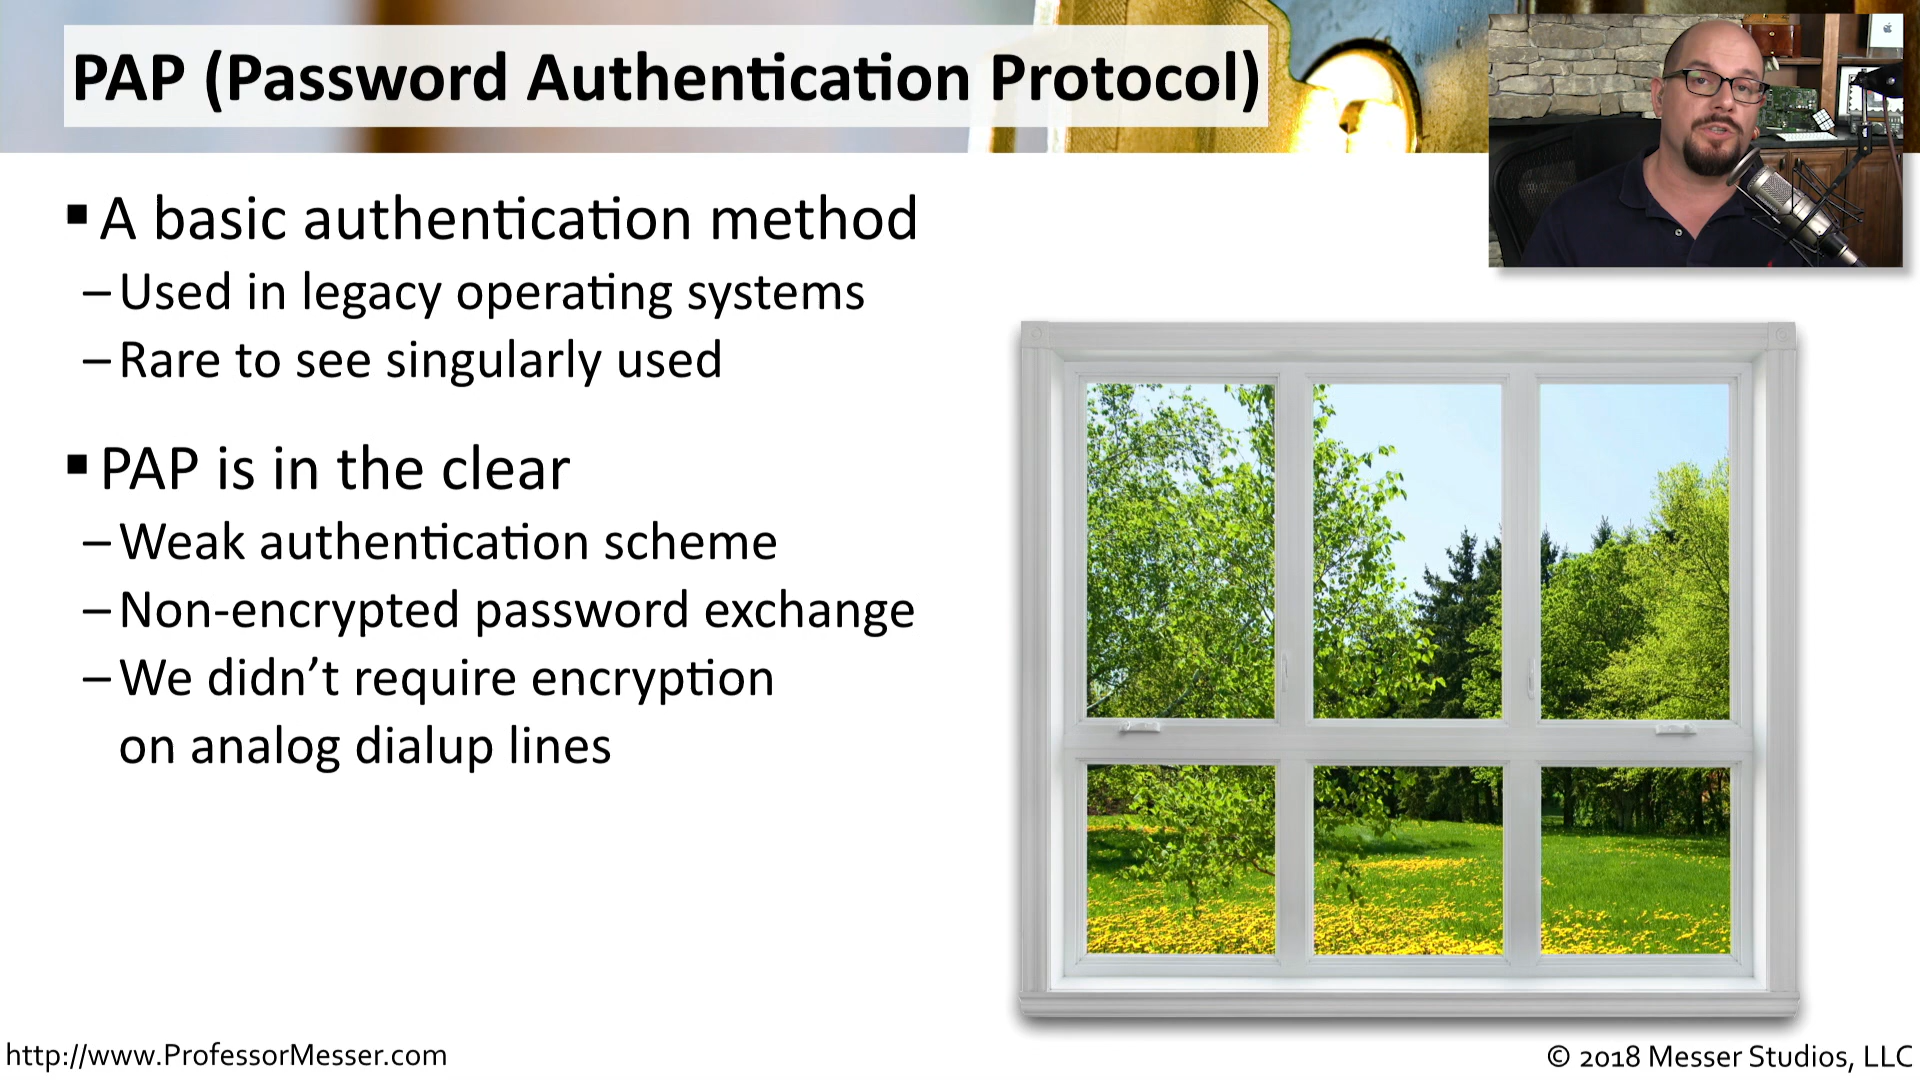 PAP (Password Authentication Protocol)
▪ A basic authentication method
– Used in legacy operating systems
– Rare to see singularly used
▪ PAP is in the clear
– Weak authentication scheme
– Non-encrypted password exchange
– We didn’t require encryption
on analog dialup lines
http://www.ProfessorMesser.com
© 2018 Messer Studios, LLC